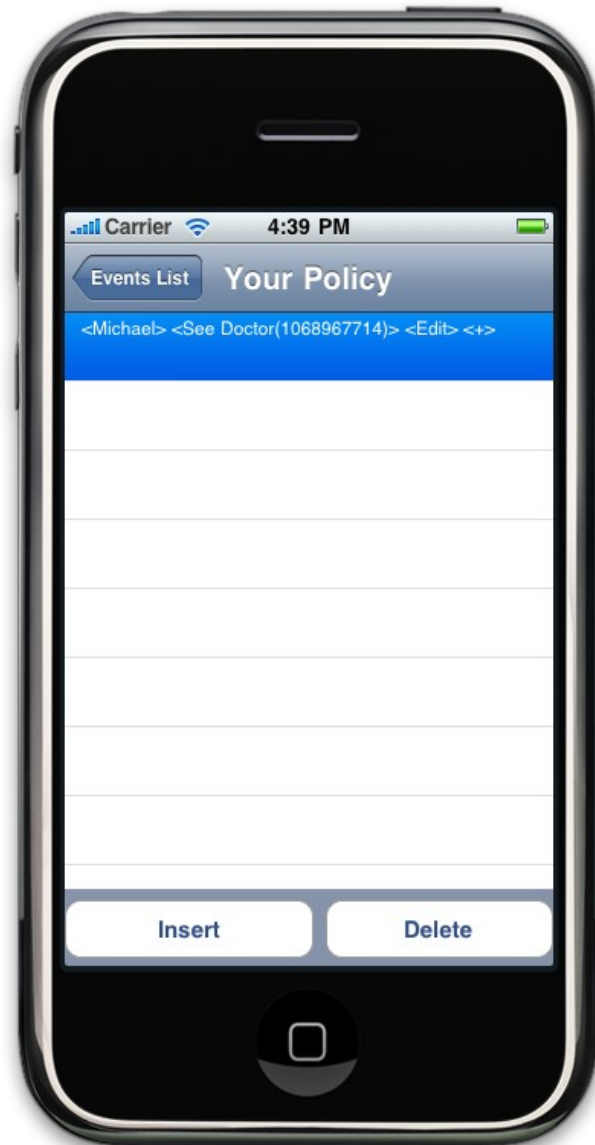 Carrier 4:39 PM
Events List Your Policy
<Michael> <See Doctor(1068967714)> <Edit> <+>
Insert Delete